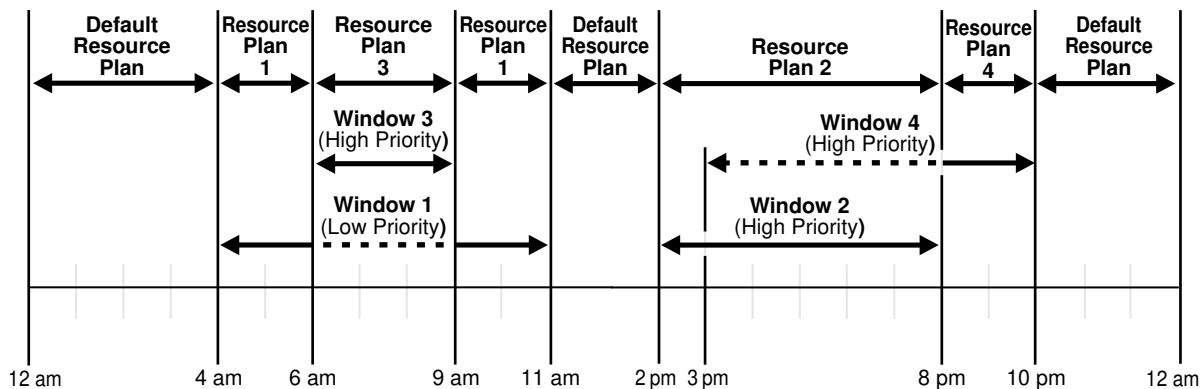 Default
Resource
Plan
Resource
Plan
1
Resource
Plan
3
Resource
Plan
1
Default
Resource
Plan
Resource
Plan 2
Resource
Plan
4
Default
Resource
Plan
Window 3
(High Priority)
Window 4
(High Priority)
Window 1
(Low Priority)
Window 2
(High Priority)
12 am
4 am
6 am
9 am
11 am
2 pm
3 pm
8 pm
10 pm
12 am